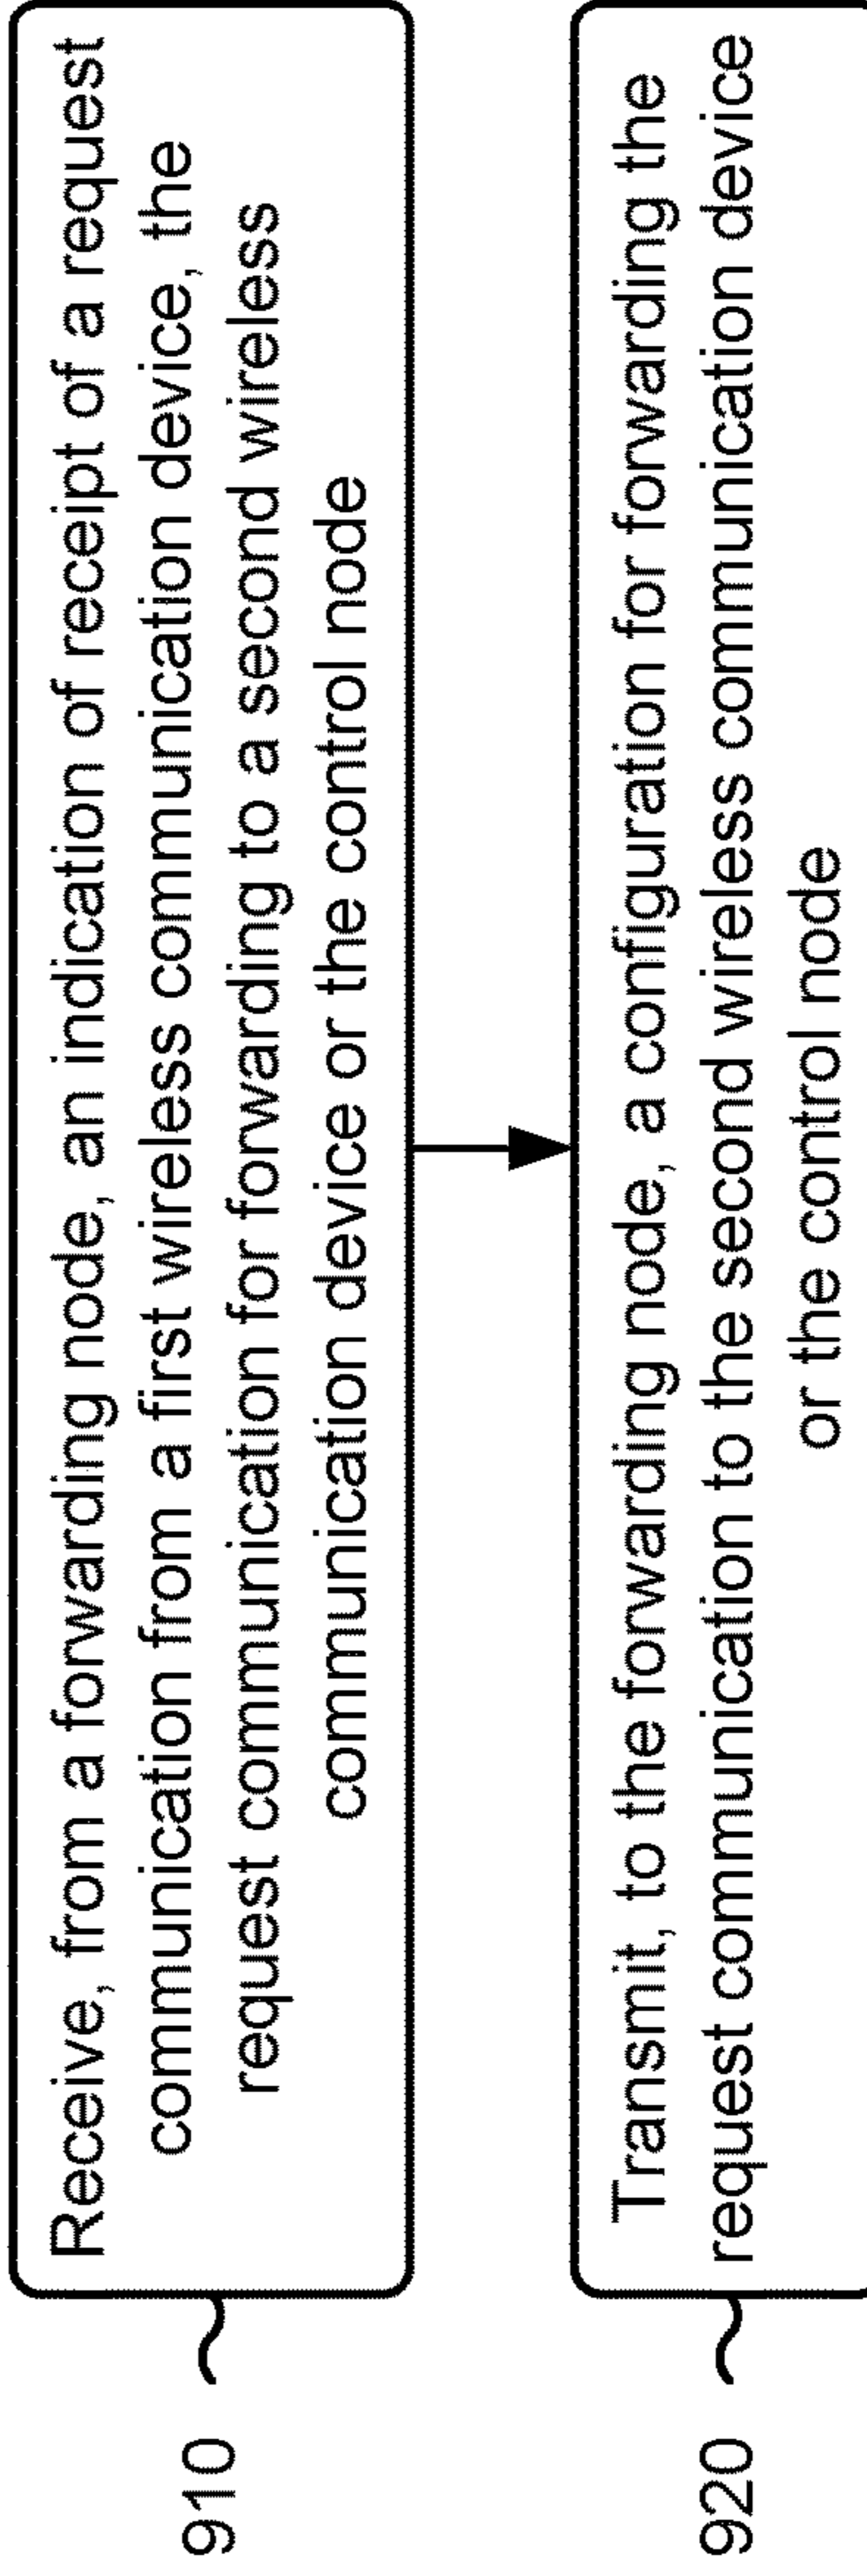 910
Receive, from a forwarding node, an indication of receipt of a request
communication from a first wireless communication device, the
request communication for forwarding to a second wireless
communication device or the control node
920
Transmit, to the forwarding node, a configuration for forwarding the
request communication to the second wireless communication device
or the control node